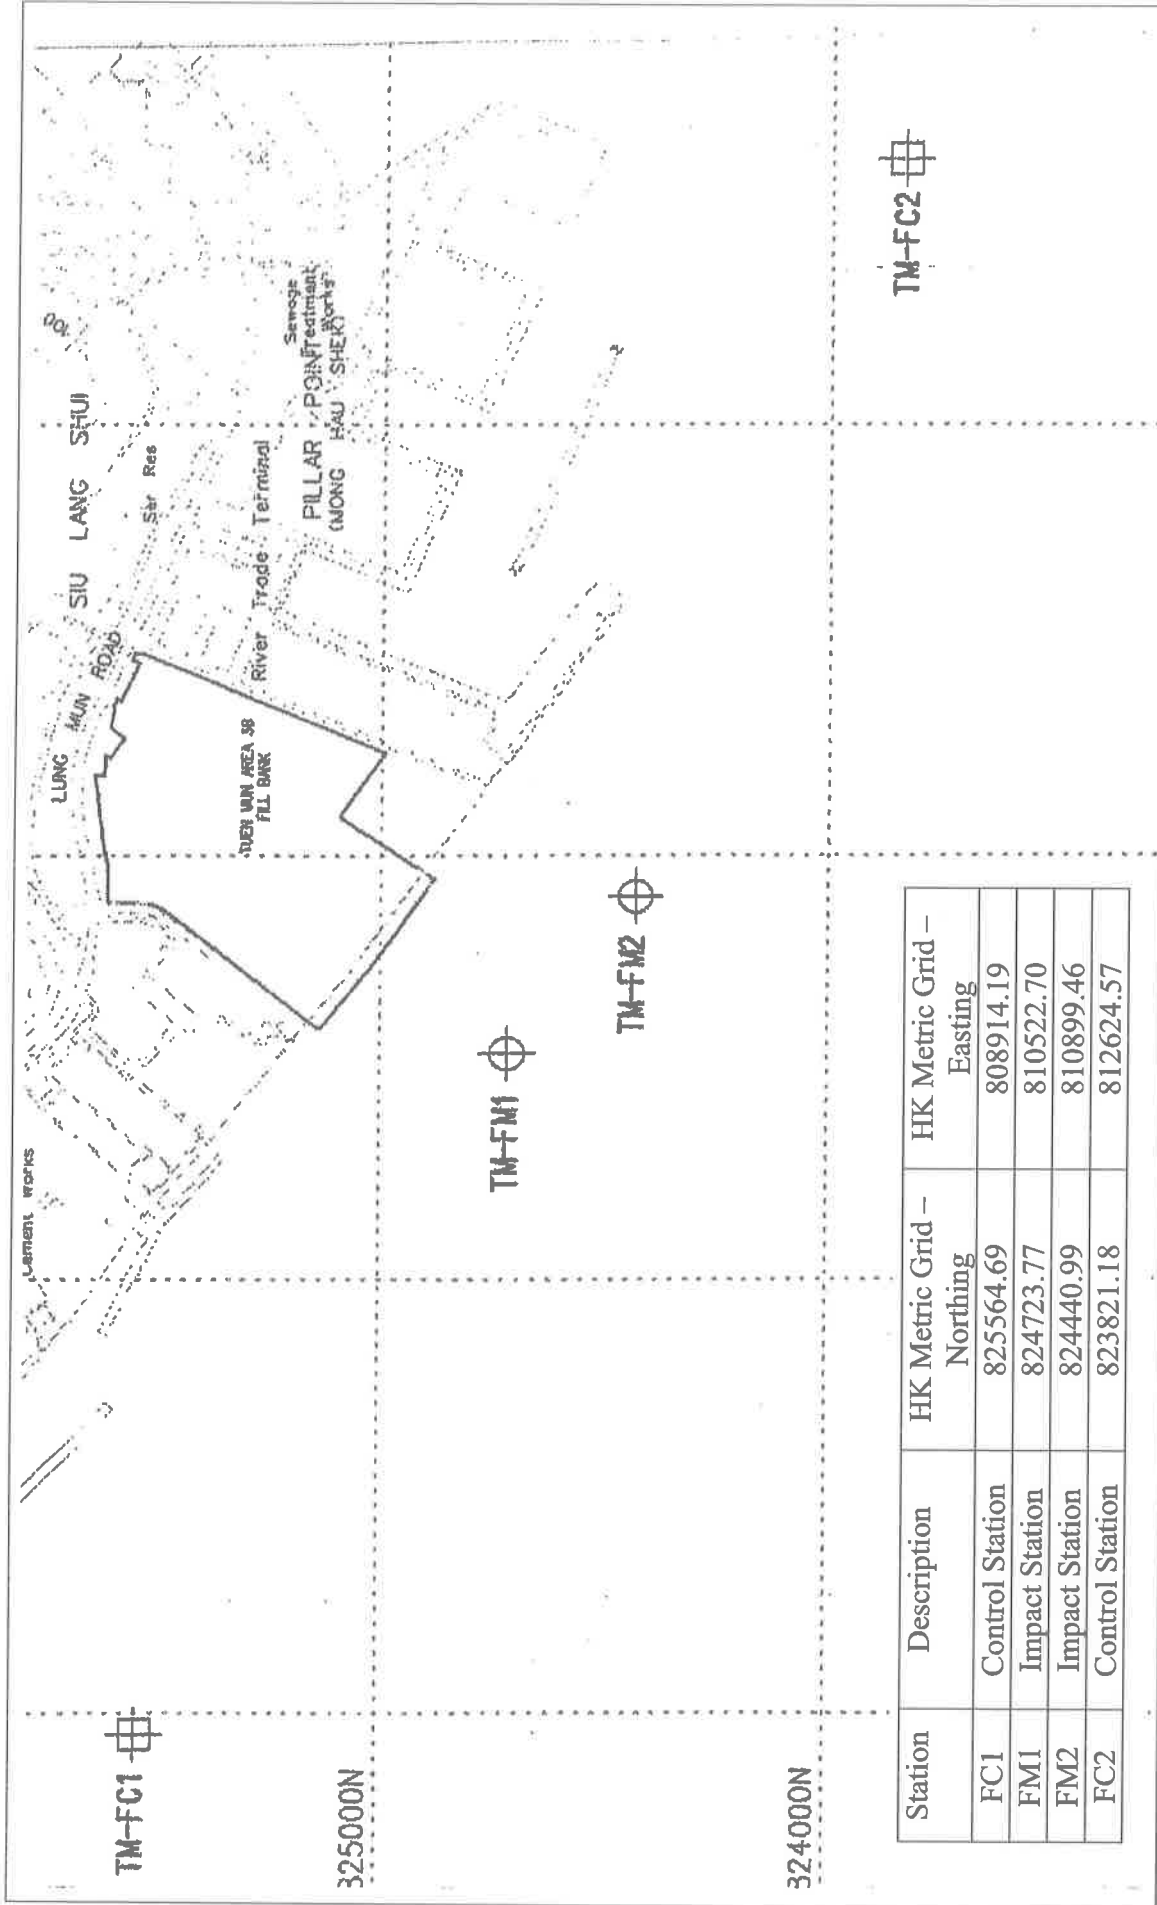 Cement works
LUNG MUN ROAD
SIU LANG SHUI
Ser Res
River Trade Terminal
Sewage
Treatment
Works
PILLAR POINT
(MONG HAU SHEK)
TUEN MUN AREA 38
FILL BANK
TM-FC1
TM-FM1
TM-FM2
TM-FC2
825000N
824000N
Station Description HK Metric Grid – Northing HK Metric Grid – Easting
FC1 Control Station 825564.69 808914.19
FM1 Impact Station 824723.77 810522.70
FM2 Impact Station 824440.99 810899.46
FC2 Control Station 823821.18 812624.57